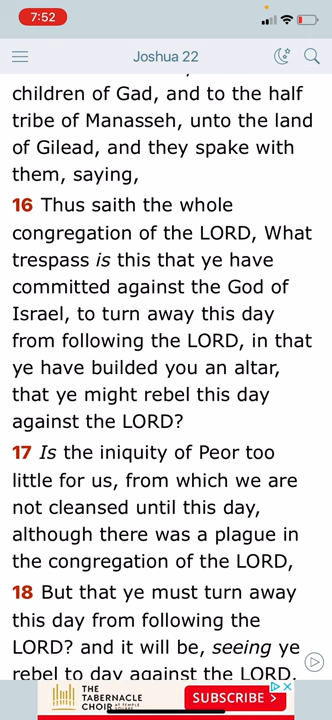 7:52
Joshua 22
children of Gad, and to the half
tribe of Manasseh, unto the land
of Gilead, and they spake with
them, saying,
16 Thus saith the whole
congregation of the LORD, What
trespass is this that ye have
committed against the God of
Israel, to turn away this day
from following the LORD, in that
ye have builded you an altar,
that ye might rebel this day
against the LORD?
17 Is the iniquity of Peor too
little for us, from which we are
not cleansed until this day,
although there was a plague in
the congregation of the LORD,
18 But that ye must turn away
this day from following the
LORD? and it will be, seeing ye
rebel to day against the LORD,
THE
TABERNACLE
CHOIR AT TEMPLE SQUARE
SUBSCRIBE >